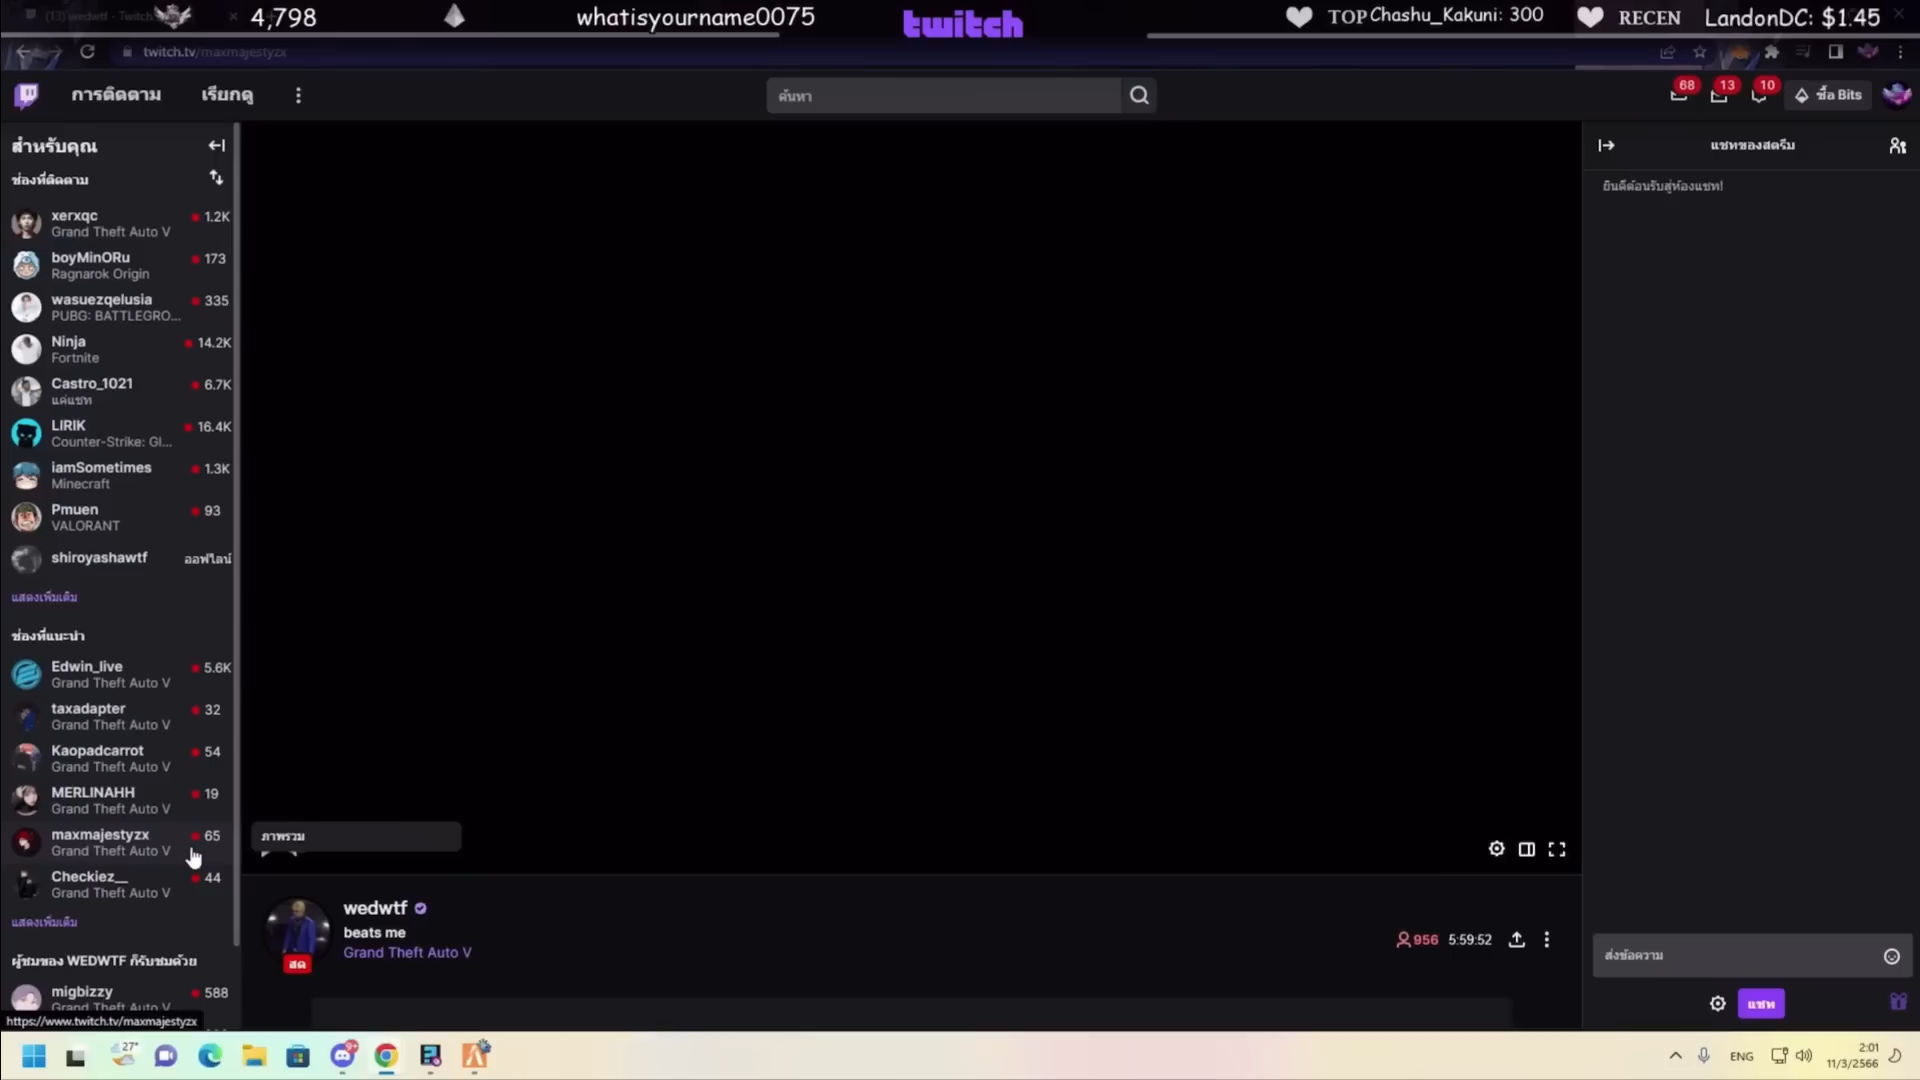 (13) wedwtf - Twitch
4,798
whatisyourname0075
twitch
TOP Chashu_Kakuni: 300
RECEN LandonDC: $1.45
twitch.tv/maxmajestyzx
การติดตาม
เรียกดู
ค้นหา
68
13
10
ซื้อ Bits
สำหรับคุณ
ช่องที่ติดตาม
xerxqc 1.2K
Grand Theft Auto V
boyMinORu 173
Ragnarok Origin
wasuezqelusia 335
PUBG: BATTLEGRO...
Ninja 14.2K
Fortnite
Castro_1021 6.7K
แค่แชท
LIRIK 16.4K
Counter-Strike: Gl...
iamSometimes 1.3K
Minecraft
Pmuen 93
VALORANT
shiroyashawtf ออฟไลน์
แสดงเพิ่มเติม
ช่องที่แนะนำ
Edwin_live 5.6K
Grand Theft Auto V
taxadapter 32
Grand Theft Auto V
Kaopadcarrot 54
Grand Theft Auto V
MERLINAHH 19
Grand Theft Auto V
maxmajestyzx 65
Grand Theft Auto V
Checkiez__ 44
Grand Theft Auto V
แสดงเพิ่มเติม
ผู้ชมของ WEDWTF ก็รับชมด้วย
migbizzy 588
Grand Theft Auto V
https://www.twitch.tv/maxmajestyzx
ภาพรวม
wedwtf
beats me
Grand Theft Auto V
สด
956 5:59:52
แชทของสตรีม
ยินดีต้อนรับสู่ห้องแชท!
ส่งข้อความ
แชท
27°
9+
ENG
2:01
11/3/2566